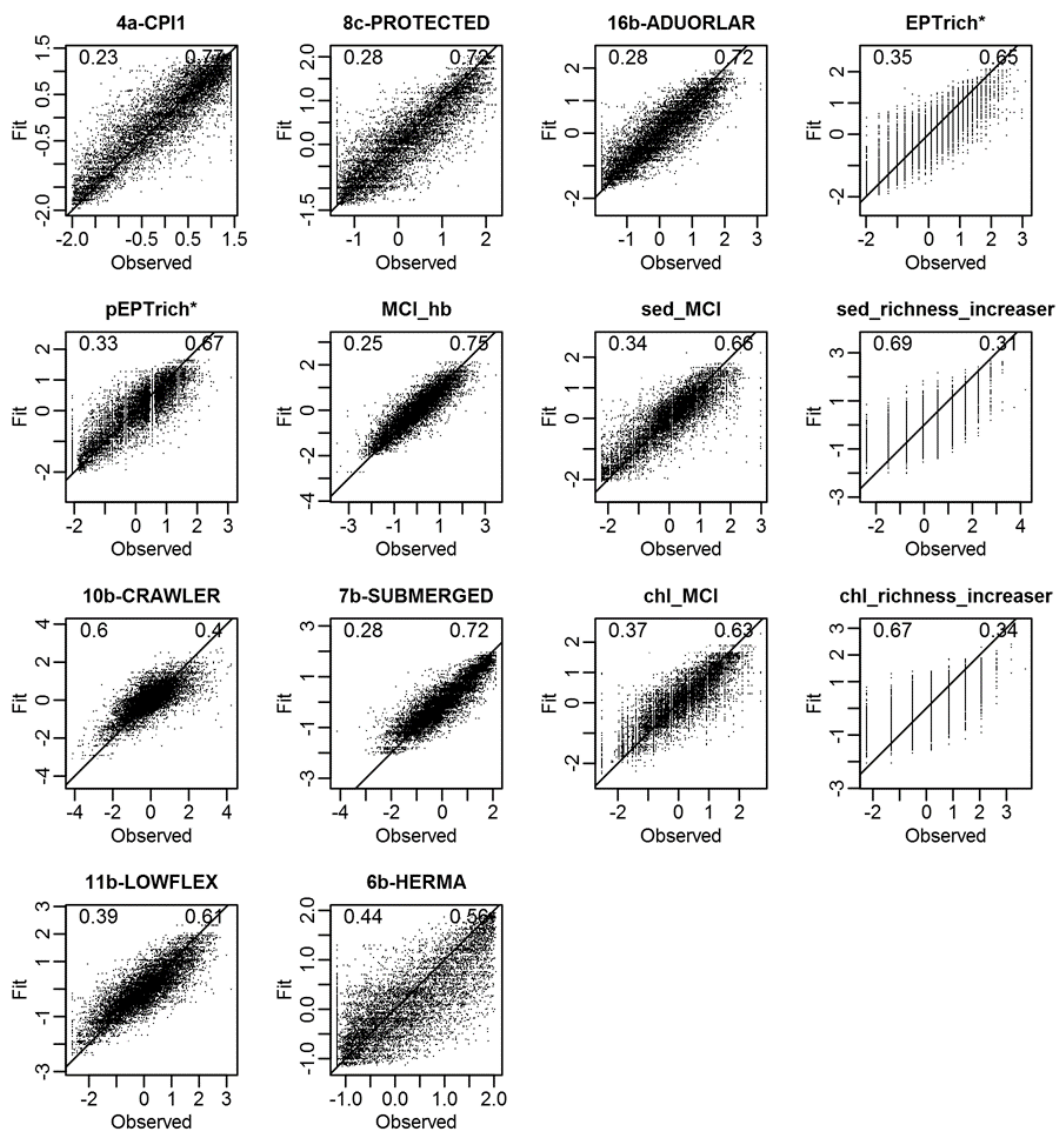 4a-CPI1 8c-PROTECTED 16b-ADUORLAR EPTrich*
0.23 0.77 0.28 0.72 0.28 0.72 0.35 0.65
Fit Fit Fit Fit
1.5 0.5 -0.5 -2.0
2.0 1.0 0.0 -1.5
2 0 -2
2 0 -2
-2.0 -0.5 0.5 1.5 -1 0 1 2 -1 0 1 2 3 -2 0 1 2 3
Observed Observed Observed Observed
pEPTrich* MCI_hb sed_MCI sed_richness_increaser
0.33 0.67 0.25 0.75 0.34 0.66 0.69 0.31
Fit Fit Fit Fit
2 0 -2
2 0 -2 -4
2 0 -2
3 1 -1 -3
-2 0 1 2 3 -3 -1 1 3 -2 0 1 2 3 -2 0 2 4
Observed Observed Observed Observed
10b-CRAWLER 7b-SUBMERGED chl_MCI chl_richness_increaser
0.6 0.4 0.28 0.72 0.37 0.63 0.67 0.34
Fit Fit Fit Fit
4 2 0 -2 -4
3 1 -1 -3
2 0 -2
3 1 -1 -3
-4 -2 0 2 4 -3 -1 0 1 2 -2 0 1 2 -2 0 1 2 3
Observed Observed Observed Observed
11b-LOWFLEX 6b-HERMA
0.39 0.61 0.44 0.56
Fit Fit
3 1 -1 -3
2.0 1.0 0.0 -1.0
-2 0 1 2 3 -1.0 0.0 1.0 2.0
Observed Observed